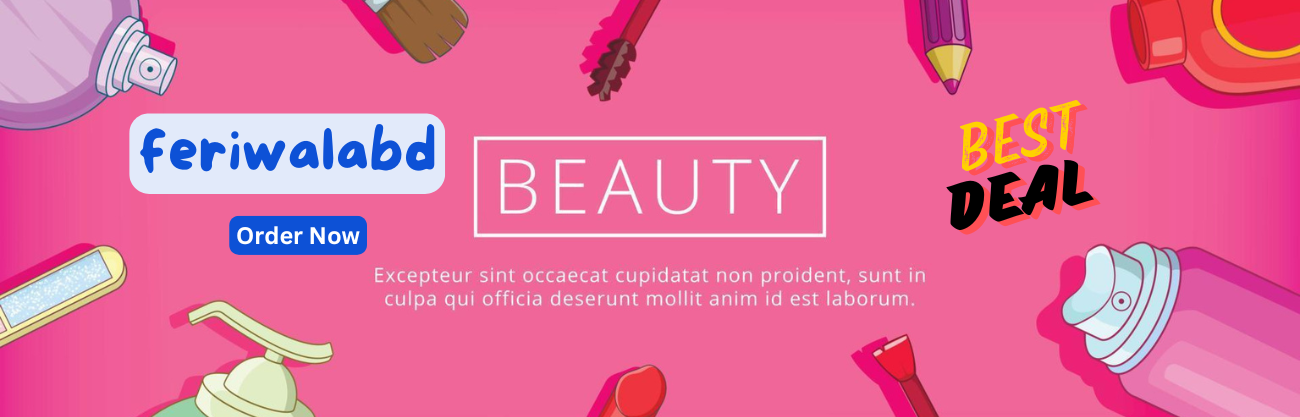 feriwalabd
Order Now
BEAUTY
Excepteur sint occaecat cupidatat non proident, sunt in
culpa qui officia deserunt mollit anim id est laborum.
BEST
DEAL